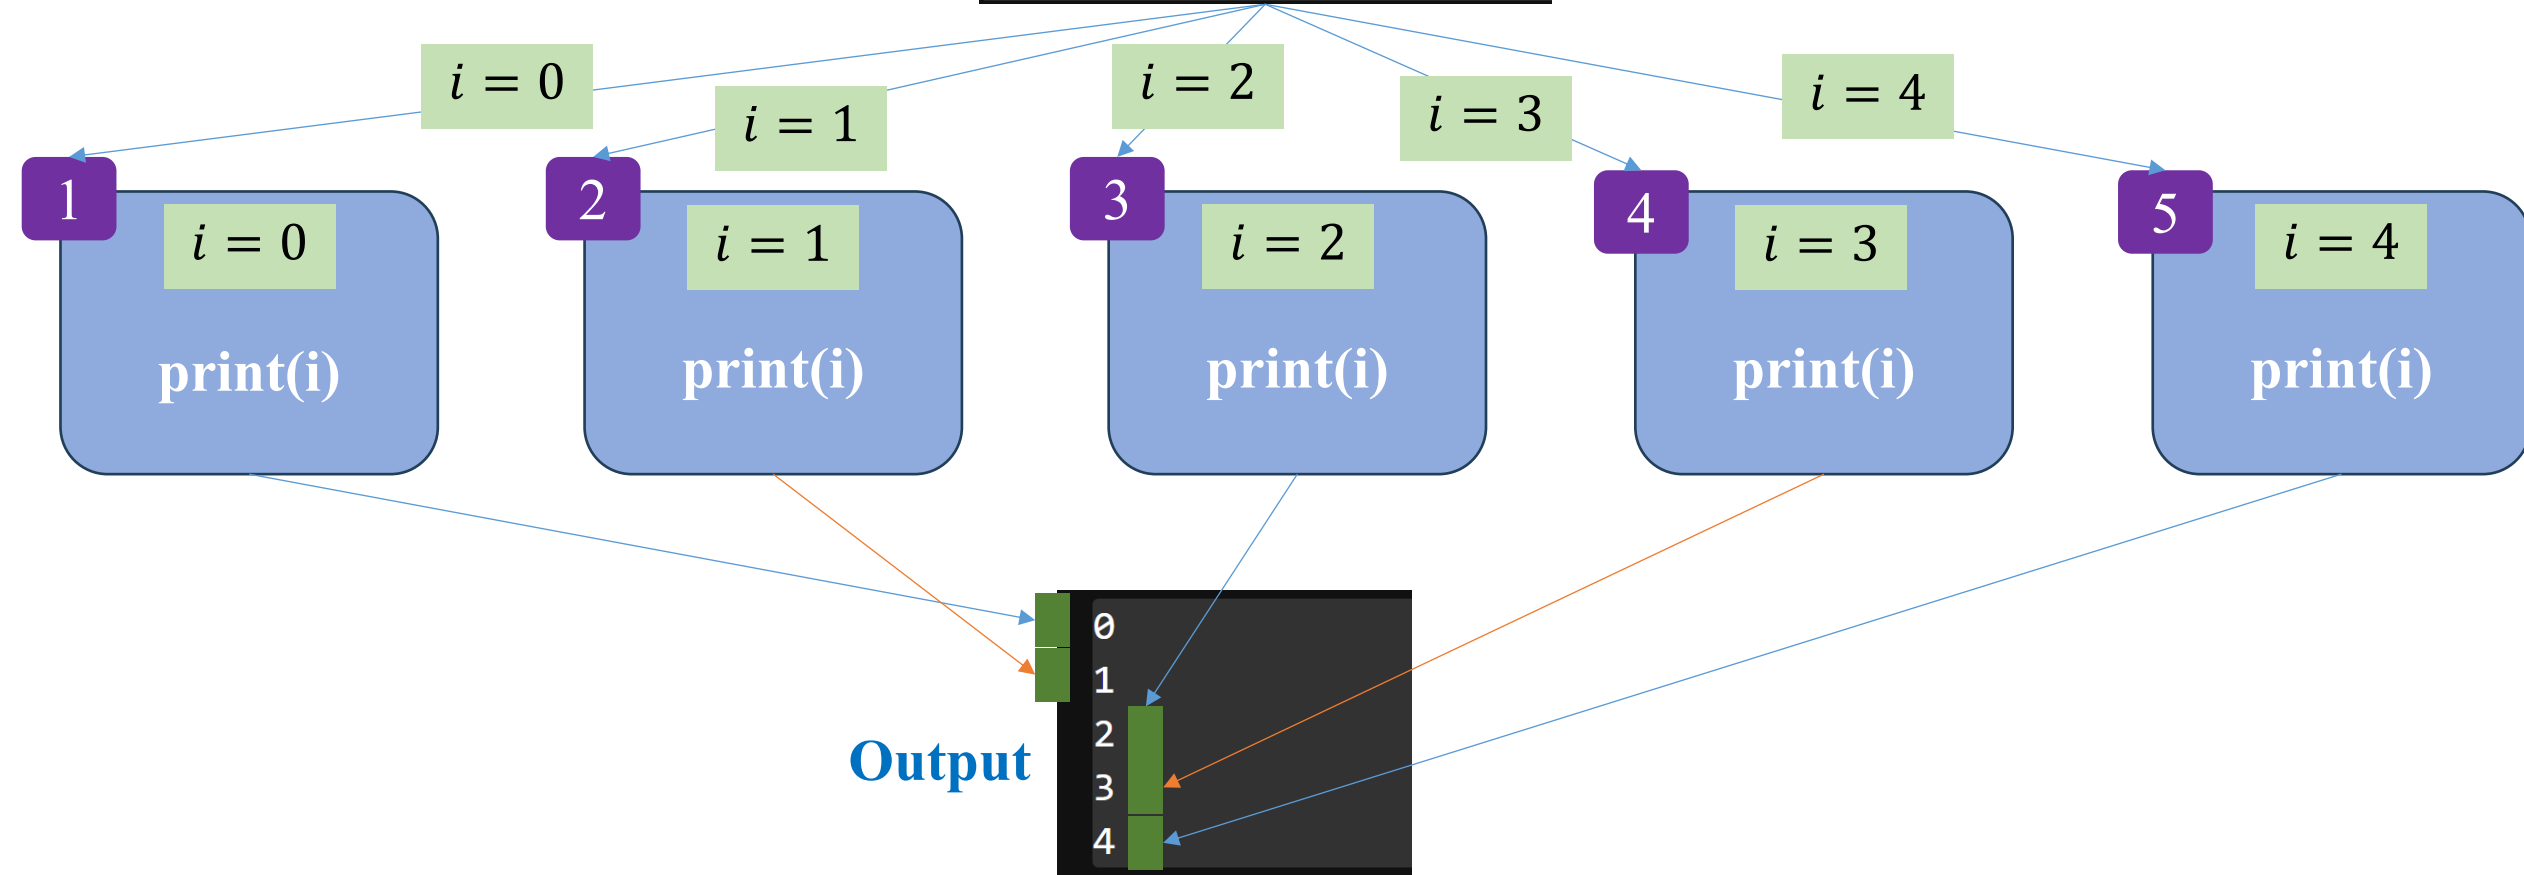 i = 0
i = 1
i = 2
i = 3
i = 4
1
2
3
4
5
i = 0
i = 1
i = 2
i = 3
i = 4
print(i)
print(i)
print(i)
print(i)
print(i)
Output
0
1
2
3
4